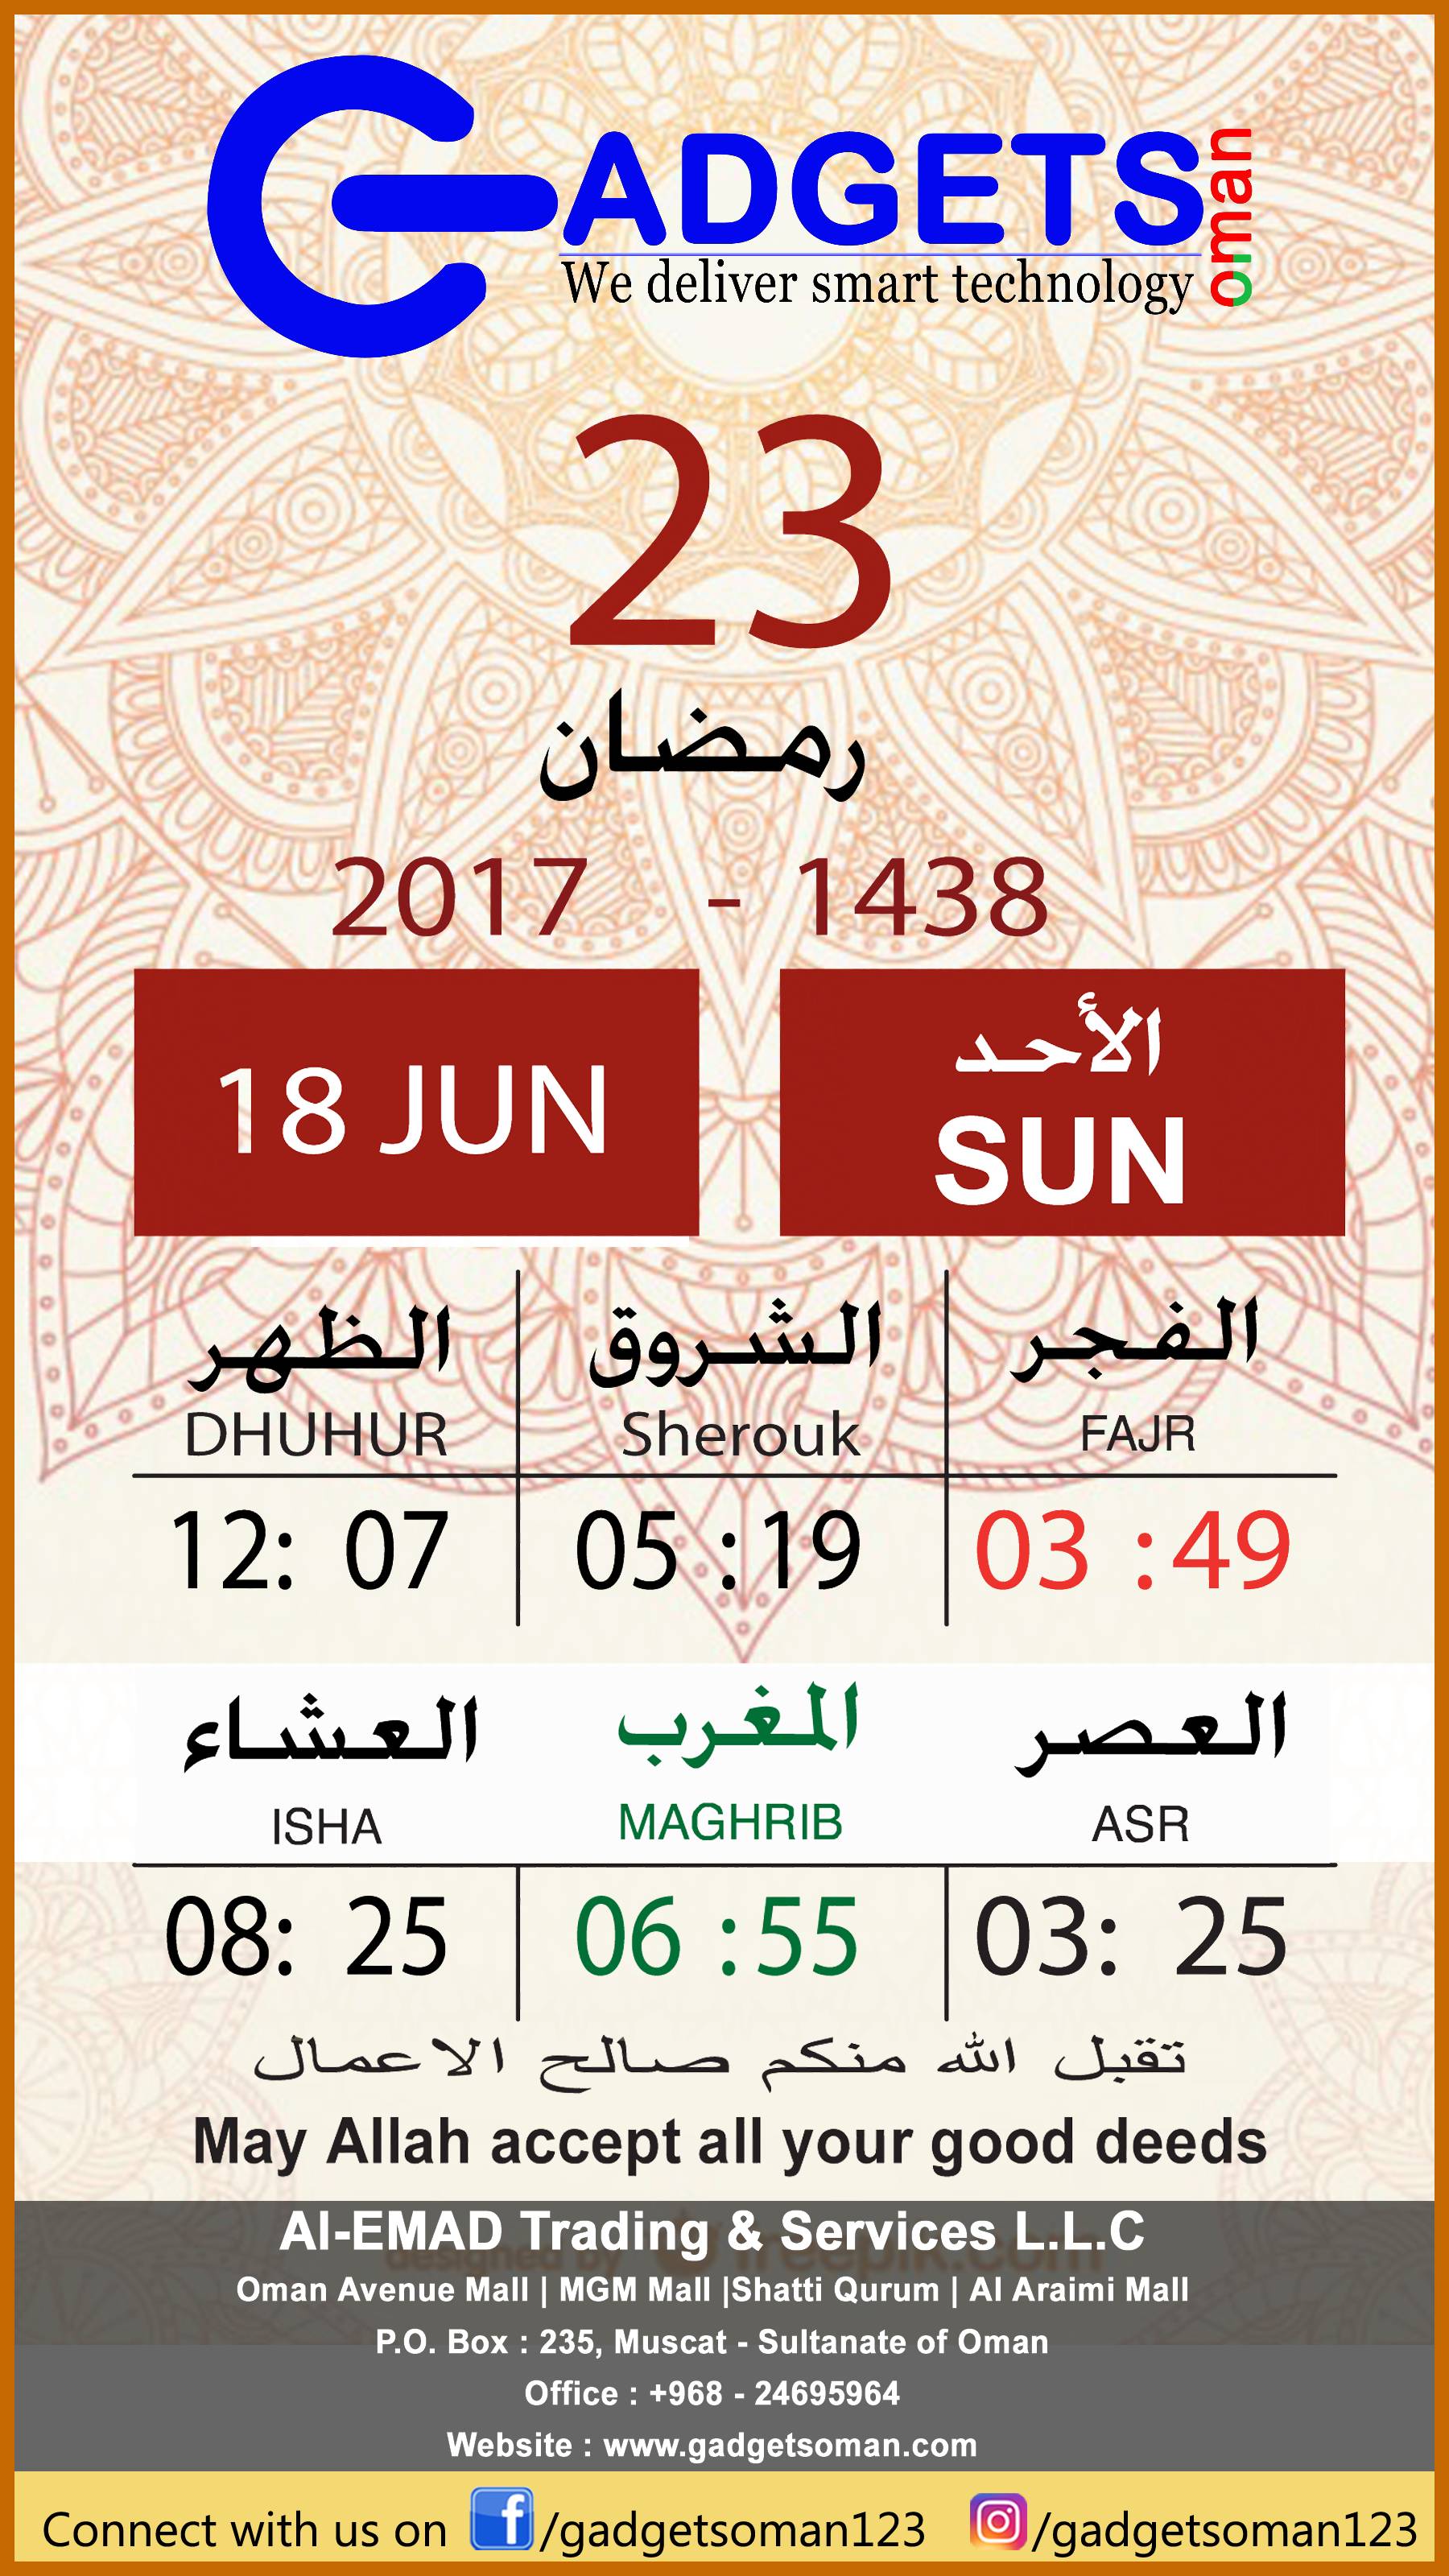 GADGETS oman
We deliver smart technology
23
رمضان
2017 - 1438
18 JUN
الأحد
SUN
الظهر الشروق الفجر
DHUHUR Sherouk FAJR
12: 07 05 :19 03 :49
العشاء المغرب العصر
ISHA MAGHRIB ASR
08: 25 06 :55 03: 25
تقبل الله منكم صالح الاعمال
May Allah accept all your good deeds
Al-EMAD Trading & Services L.L.C
designed by freepik.com
Oman Avenue Mall | MGM Mall |Shatti Qurum | Al Araimi Mall
P.O. Box : 235, Muscat - Sultanate of Oman
Office : +968 - 24695964
Website : www.gadgetsoman.com
Connect with us on f/gadgetsoman123 /gadgetsoman123